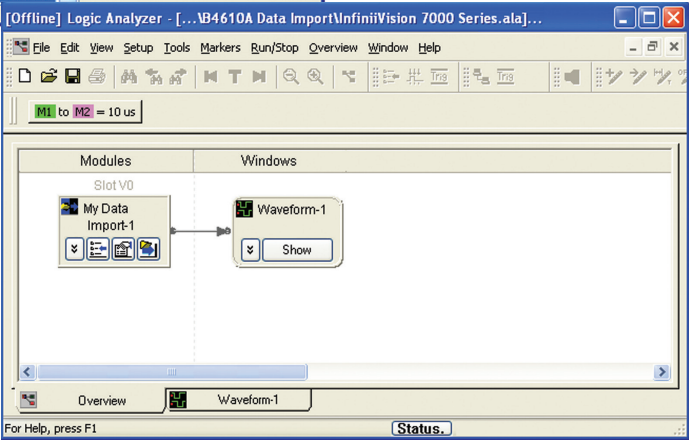 [Offline] Logic Analyzer - [...\B4610A Data Import\InfiniiVision 7000 Series.ala]...
File Edit View Setup Tools Markers Run/Stop Overview Window Help
T Trig Trig
M1 to M2 = 10 us
Modules Windows
Slot V0
My Data
Import-1
Waveform-1
Show
Overview Waveform-1
For Help, press F1 Status.